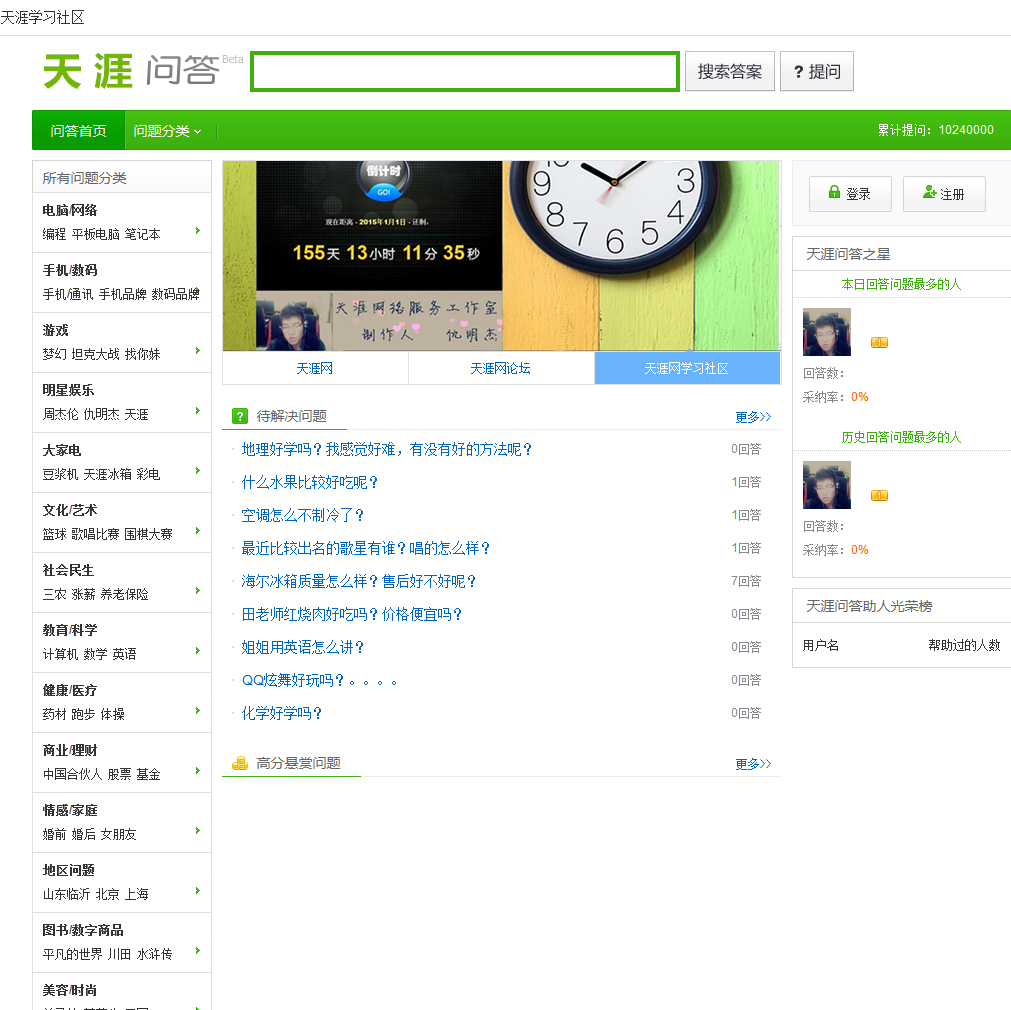 天涯学习社区
天涯 问答 Beta
搜索答案
? 提问
问答首页 问题分类
累计提问：10240000
所有问题分类
电脑/网络
编程 平板电脑 笔记本
手机/数码
手机/通讯 手机品牌 数码品牌
游戏
梦幻 坦克大战 找你妹
明星娱乐
周杰伦 仇明杰 天涯
大家电
豆浆机 天涯冰箱 彩电
文化/艺术
篮球 歌唱比赛 围棋大赛
社会民生
三农 涨薪 养老保险
教育/科学
计算机 数学 英语
健康/医疗
药材 跑步 体操
商业/理财
中国合伙人 股票 基金
情感/家庭
婚前 婚后 女朋友
地区问题
山东临沂 北京 上海
图书/数字商品
平凡的世界 川田 水浒传
美容/时尚
倒计时
GO!
现在距离 - 2015年1月1日 - 还剩,
155天 13小时 11分 35秒
天涯网络服务工作室
制作人 仇明杰
9 8 7 6 5 4 3
天涯网 天涯网论坛 天涯网学习社区
? 待解决问题 更多>>
地理好学吗？我感觉好难，有没有好的方法呢？ 0回答
什么水果比较好吃呢？ 1回答
空调怎么不制冷了？ 1回答
最近比较出名的歌星有谁？唱的怎么样？ 1回答
海尔冰箱质量怎么样？售后好不好呢？ 7回答
田老师红烧肉好吃吗？价格便宜吗？ 0回答
姐姐用英语怎么讲？ 0回答
QQ炫舞好玩吗？。。。。 0回答
化学好学吗？ 0回答
高分悬赏问题 更多>>
登录 注册
天涯问答之星
本日回答问题最多的人
回答数：
采纳率：0%
历史回答问题最多的人
回答数：
采纳率：0%
天涯问答助人光荣榜
用户名 帮助过的人数